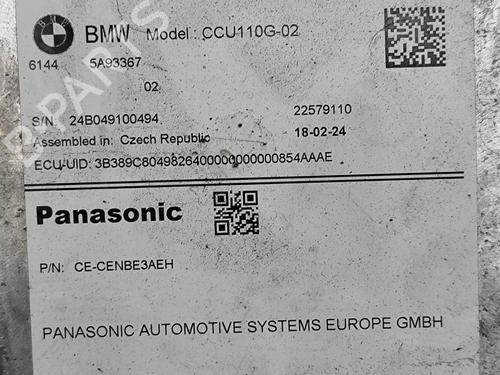 BMW Model : CCU110G-02
6144 5A93367
02
S/N: 24B049100494 22579110
Assembled in: Czech Republic 18-02-24
ECU-UID: 3B389C8049826400000000000854AAAE
Panasonic
P/N: CE-CENBE3AEH
PANASONIC AUTOMOTIVE SYSTEMS EUROPE GMBH